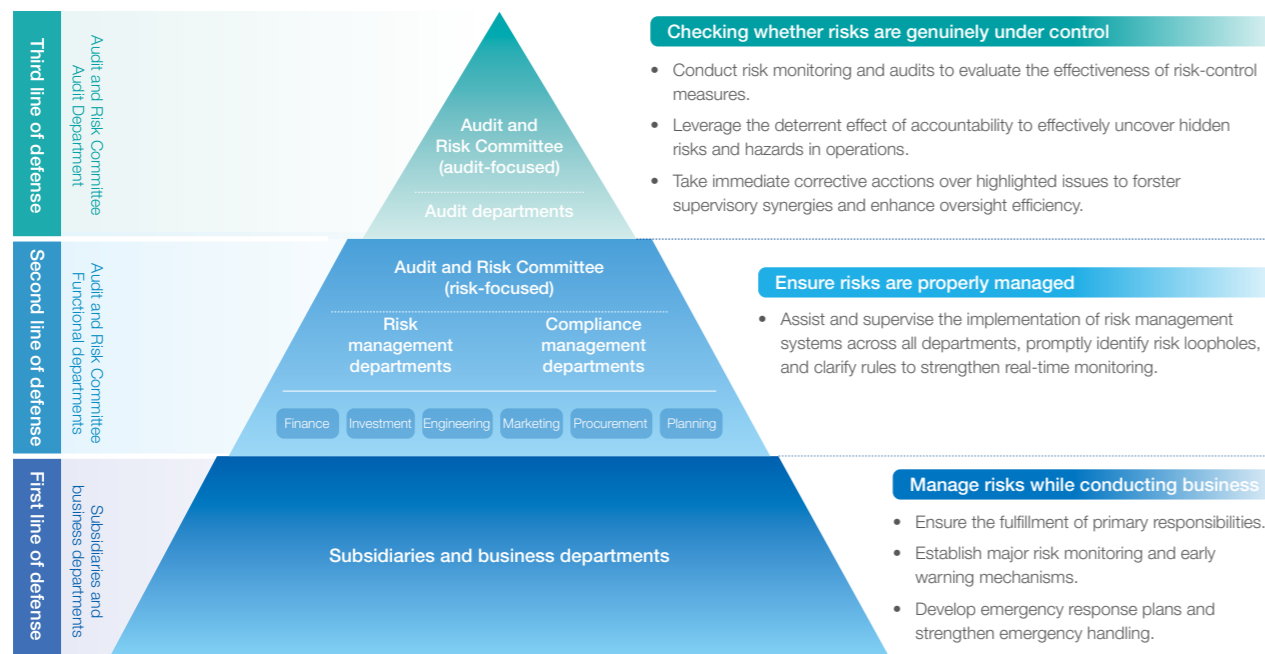 Third line of defense
Audit and Risk Committee
Audit Department
Audit and
Risk Committee
(audit-focused)
Audit departments
Checking whether risks are genuinely under control
• Conduct risk monitoring and audits to evaluate the effectiveness of risk-control
measures.
• Leverage the deterrent effect of accountability to effectively uncover hidden
risks and hazards in operations.
• Take immediate corrective acctions over highlighted issues to forster
supervisory synergies and enhance oversight efficiency.
Second line of defense
Audit and Risk Committee
Functional departments
Audit and Risk Committee
(risk-focused)
Risk
management
departments
Compliance
management
departments
Finance
Investment
Engineering
Marketing
Procurement
Planning
Ensure risks are properly managed
• Assist and supervise the implementation of risk management
systems across all departments, promptly identify risk loopholes,
and clarify rules to strengthen real-time monitoring.
First line of defense
Subsidiaries and
business departments
Subsidiaries and business departments
Manage risks while conducting business
• Ensure the fulfillment of primary responsibilities.
• Establish major risk monitoring and early
warning mechanisms.
• Develop emergency response plans and
strengthen emergency handling.